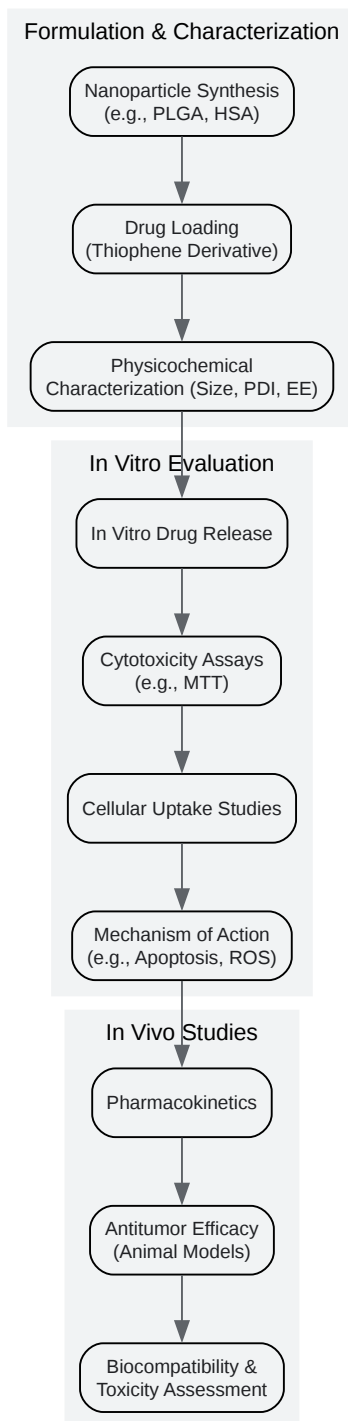 Formulation & Characterization
Nanoparticle Synthesis
(e.g., PLGA, HSA)
Drug Loading
(Thiophene Derivative)
Physicochemical
Characterization (Size, PDI, EE)
In Vitro Evaluation
In Vitro Drug Release
Cytotoxicity Assays
(e.g., MTT)
Cellular Uptake Studies
Mechanism of Action
(e.g., Apoptosis, ROS)
In Vivo Studies
Pharmacokinetics
Antitumor Efficacy
(Animal Models)
Biocompatibility &
Toxicity Assessment